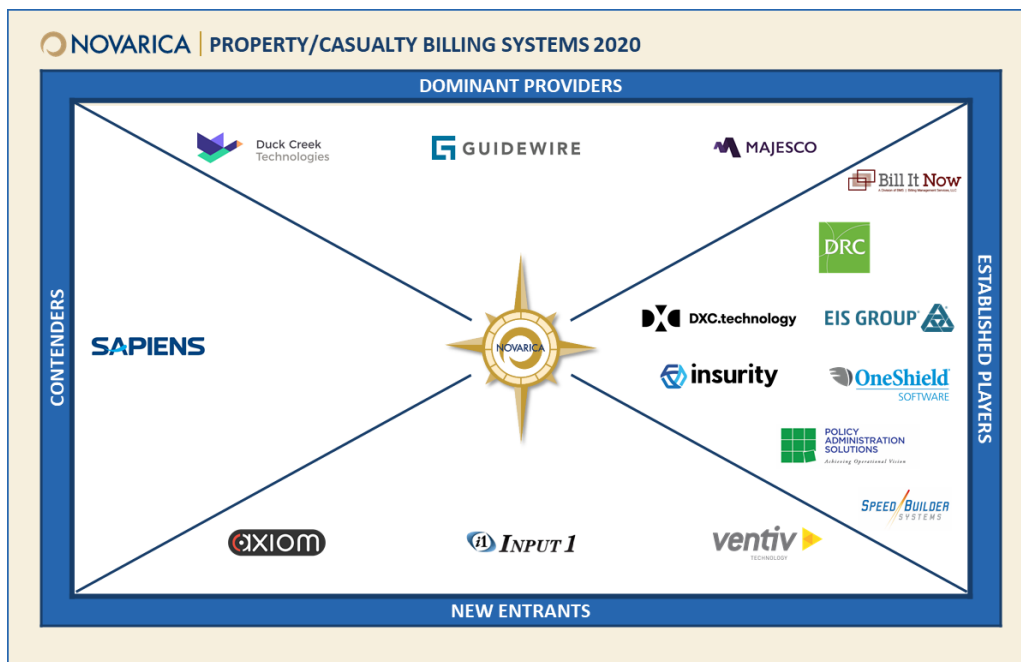 NOVARICA | PROPERTY/CASUALTY BILLING SYSTEMS 2020
DOMINANT PROVIDERS
Duck Creek
Technologies
GUIDEWIRE
MAJESCO
Bill It Now
DRC
CONTENDERS
ESTABLISHED PLAYERS
DXC.technology
EIS GROUP
SAPIENS
NOVARICA
insurity
OneShield
SOFTWARE
POLICY
ADMINISTRATION
SOLUTIONS
Achieving Operational Vision
SPEED BUILDER
SYSTEMS
axiom
i1 INPUT 1
ventiv
TECHNOLOGY
NEW ENTRANTS